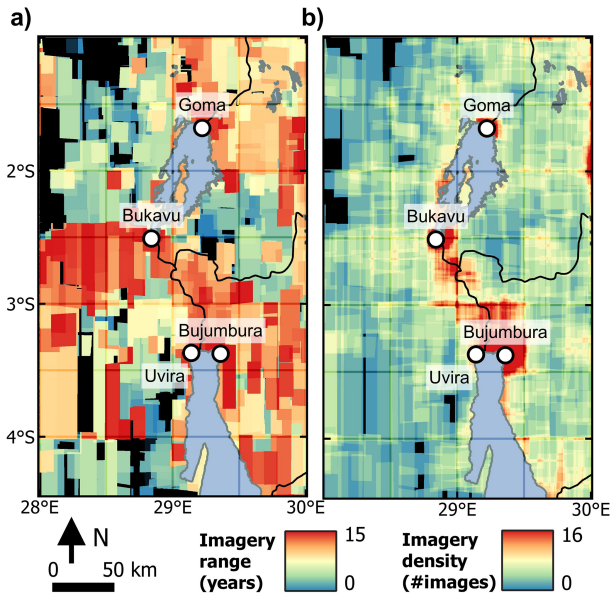 a)
b)
Goma
Goma
2°S
Bukavu
Bukavu
3°S
Bujumbura
Bujumbura
Uvira
Uvira
4°S
28°E
29°E
30°E
29°E
30°E
N
0
50 km
Imagery
range
(years)
15
0
Imagery
density
(#images)
16
0